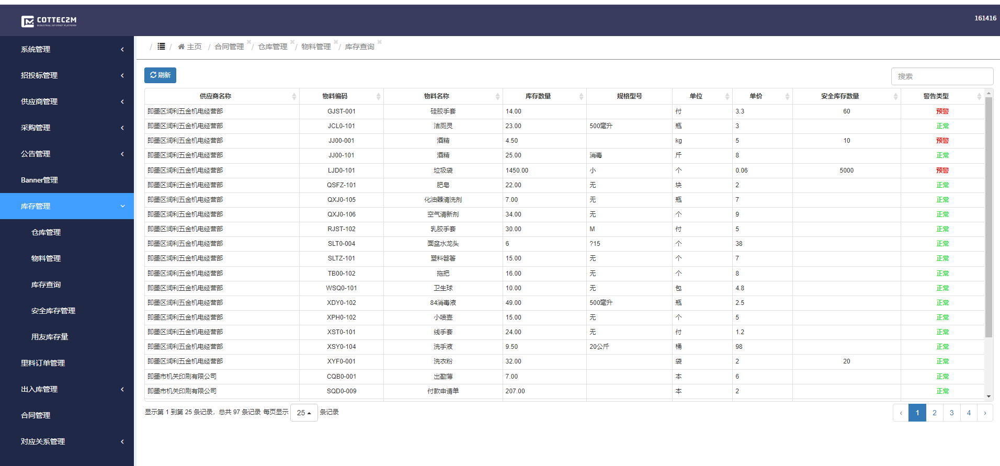 COTTEC2M
INDUSTRIAL INTERNET PLATFORM
161416
系统管理
招投标管理
供应商管理
采购管理
公告管理
Banner管理
库存管理
仓库管理
物料管理
库存查询
安全库存管理
用友库存量
里料订单管理
出入库管理
合同管理
对应关系管理
/ / 主页 / 合同管理 / 仓库管理 / 物料管理 / 库存查询
刷新
搜索
供应商名称 物料编码 物料名称 库存数量 规格型号 单位 单价 安全库存数量 警告类型
即墨区润利五金机电经营部 GJST-001 硅胶手套 14.00 付 3.3 60 预警
即墨区润利五金机电经营部 JCL0-101 洁厕灵 23.00 500毫升 瓶 3 正常
即墨区润利五金机电经营部 JJ00-001 酒精 4.50 kg 5 10 预警
即墨区润利五金机电经营部 JJ00-101 酒精 25.00 消毒 斤 8 正常
即墨区润利五金机电经营部 LJD0-101 垃圾袋 1450.00 小 个 0.06 5000 预警
即墨区润利五金机电经营部 QSFZ-101 肥皂 22.00 无 块 2 正常
即墨区润利五金机电经营部 QXJ0-105 化油器清洗剂 7.00 无 瓶 7 正常
即墨区润利五金机电经营部 QXJ0-106 空气清新剂 34.00 无 个 9 正常
即墨区润利五金机电经营部 RJST-102 乳胶手套 30.00 M 付 5 正常
即墨区润利五金机电经营部 SLT0-004 面盆水龙头 6 ?15 个 38 正常
即墨区润利五金机电经营部 SLTZ-101 塑料笤箸 15.00 无 个 7 正常
即墨区润利五金机电经营部 TB00-102 拖把 16.00 无 个 8 正常
即墨区润利五金机电经营部 WSQ0-101 卫生球 10.00 无 包 4.8 正常
即墨区润利五金机电经营部 XDY0-102 84消毒液 49.00 500毫升 瓶 2.5 正常
即墨区润利五金机电经营部 XPH0-102 小喷壶 15.00 无 个 5 正常
即墨区润利五金机电经营部 XST0-101 线手套 24.00 无 付 1.2 正常
即墨区润利五金机电经营部 XSY0-104 洗手液 9.50 20公斤 桶 98 正常
即墨区润利五金机电经营部 XYF0-001 洗衣粉 32.00 袋 2 20 正常
即墨市机关印刷有限公司 CQB0-001 出勤薄 7.00 本 6 正常
即墨市机关印刷有限公司 SQD0-009 付款申请单 207.00 本 2 正常
显示第 1 到第 25 条记录，总共 97 条记录 每页显示 25 条记录
‹ 1 2 3 4 ›